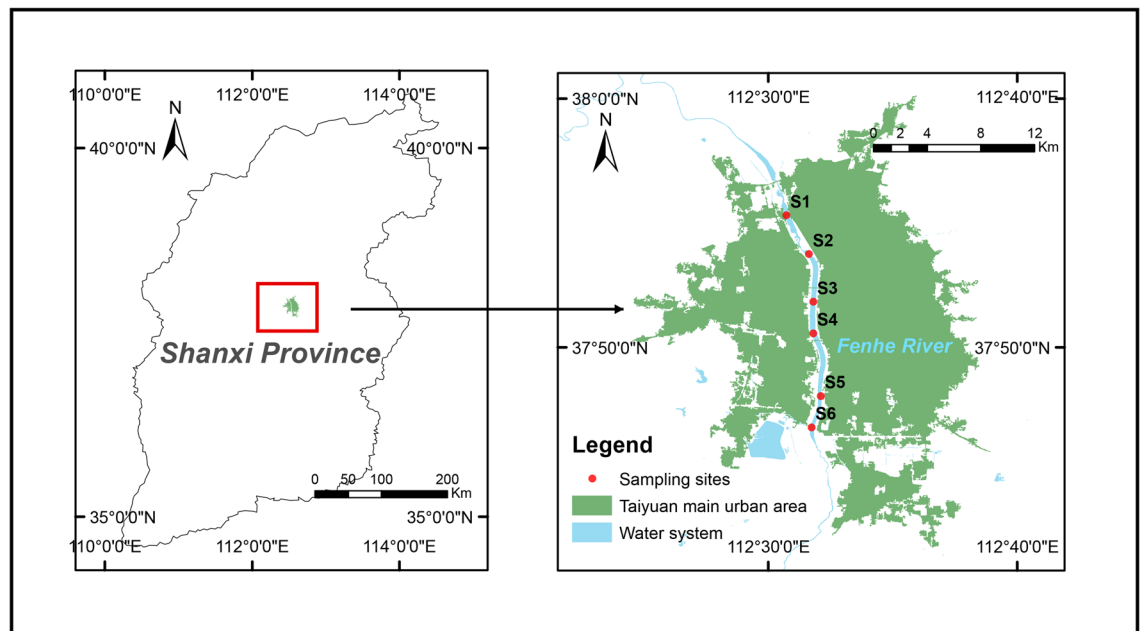 110°0'0"E 112°0'0"E 114°0'0"E
N
40°0'0"N 40°0'0"N
Shanxi Province
0 50 100 200
Km
35°0'0"N 35°0'0"N
110°0'0"E 112°0'0"E 114°0'0"E
38°0'0"N 112°30'0"E 112°40'0"E
N
0 2 4 8 12
Km
S1
S2
S3
S4
Fenhe River
37°50'0"N 37°50'0"N
S5
S6
Legend
Sampling sites
Taiyuan main urban area
Water system
112°30'0"E 112°40'0"E